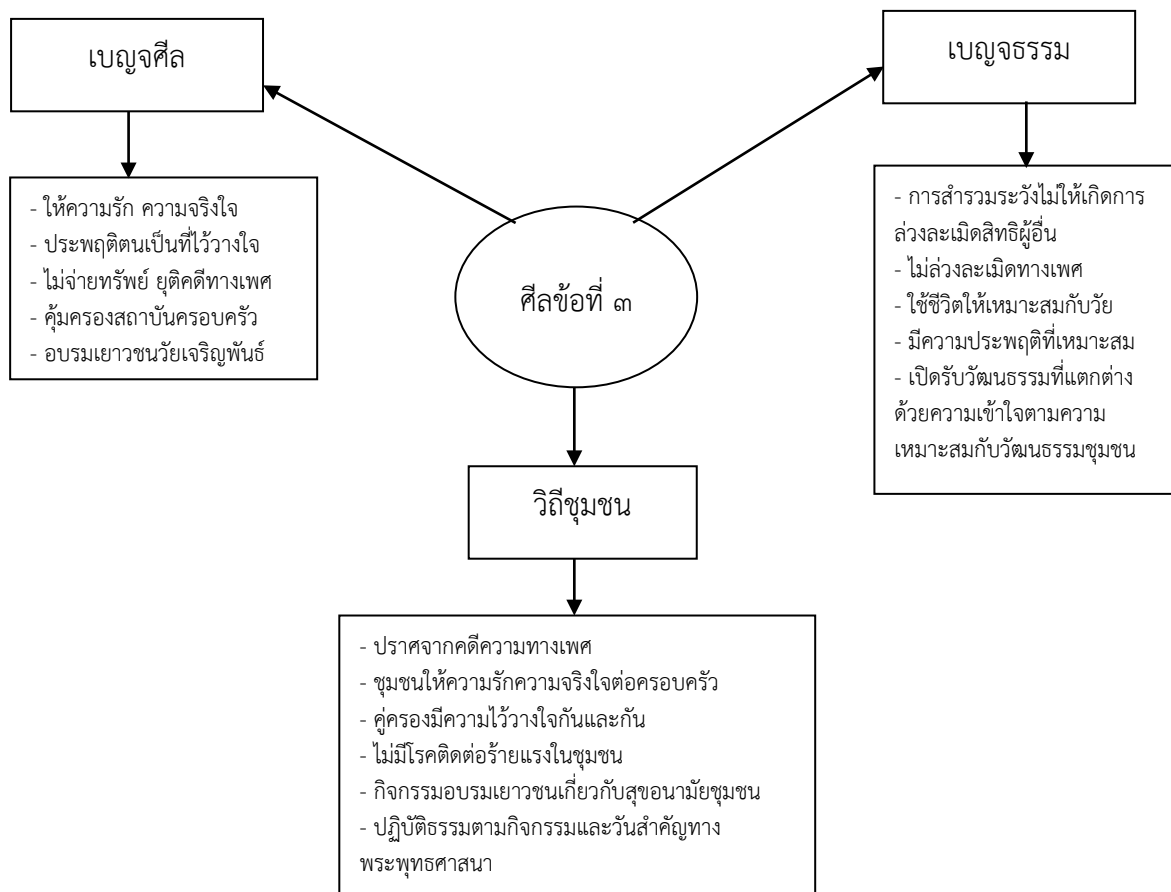 เบญจศีล
เบญจธรรม
- ให้ความรัก ความจริงใจ
- ประพฤติตนเป็นที่ไว้วางใจ
- ไม่จ่ายทรัพย์ ยุติคดีทางเพศ
- คุ้มครองสถาบันครอบครัว
- อบรมเยาวชนวัยเจริญพันธ์
- การสำรวมระวังไม่ให้เกิดการ
ล่วงละเมิดสิทธิผู้อื่น
- ไม่ล่วงละเมิดทางเพศ
- ใช้ชีวิตให้เหมาะสมกับวัย
- มีความประพฤติที่เหมาะสม
- เปิดรับวัฒนธรรมที่แตกต่าง
ด้วยความเข้าใจตามความ
เหมาะสมกับวัฒนธรรมชุมชน
ศีลข้อที่ ๓
วิถีชุมชน
- ปราศจากคดีความทางเพศ
- ชุมชนให้ความรักความจริงใจต่อครอบครัว
- คู่ครองมีความไว้วางใจกันและกัน
- ไม่มีโรคติดต่อร้ายแรงในชุมชน
- กิจกรรมอบรมเยาวชนเกี่ยวกับสุขอนามัยชุมชน
- ปฏิบัติธรรมตามกิจกรรมและวันสำคัญทาง
พระพุทธศาสนา